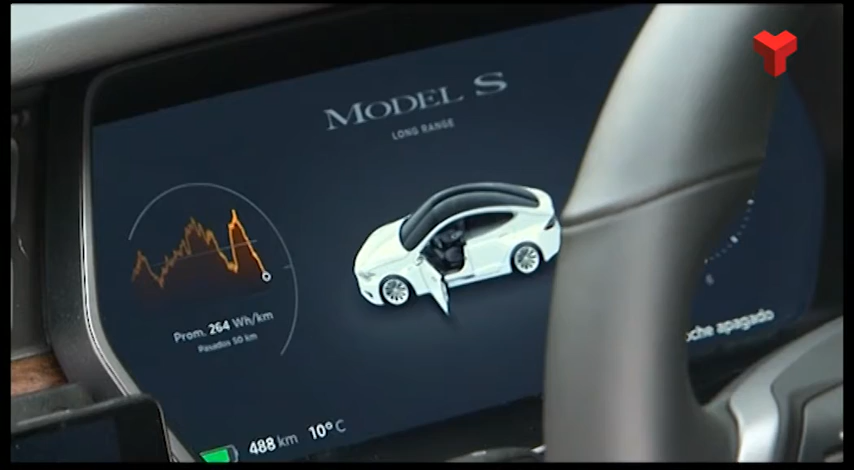 MODEL S
LONG RANGE
Prom. 264 Wh/km
Pasados 50 km
oche apagado
488 km 10°C